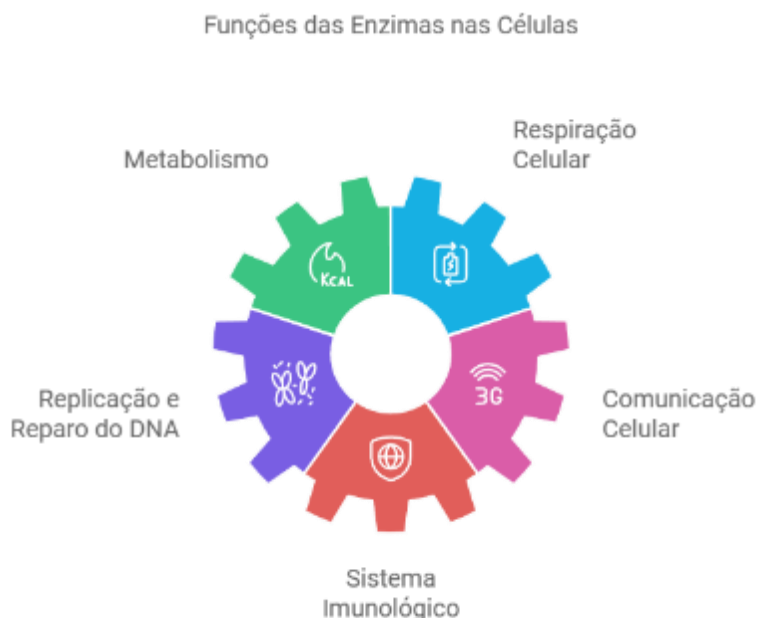 Funções das Enzimas nas Células
Metabolismo
Respiração
Celular
KCAL
3G
Replicação e
Reparo do DNA
Comunicação
Celular
Sistema
Imunológico